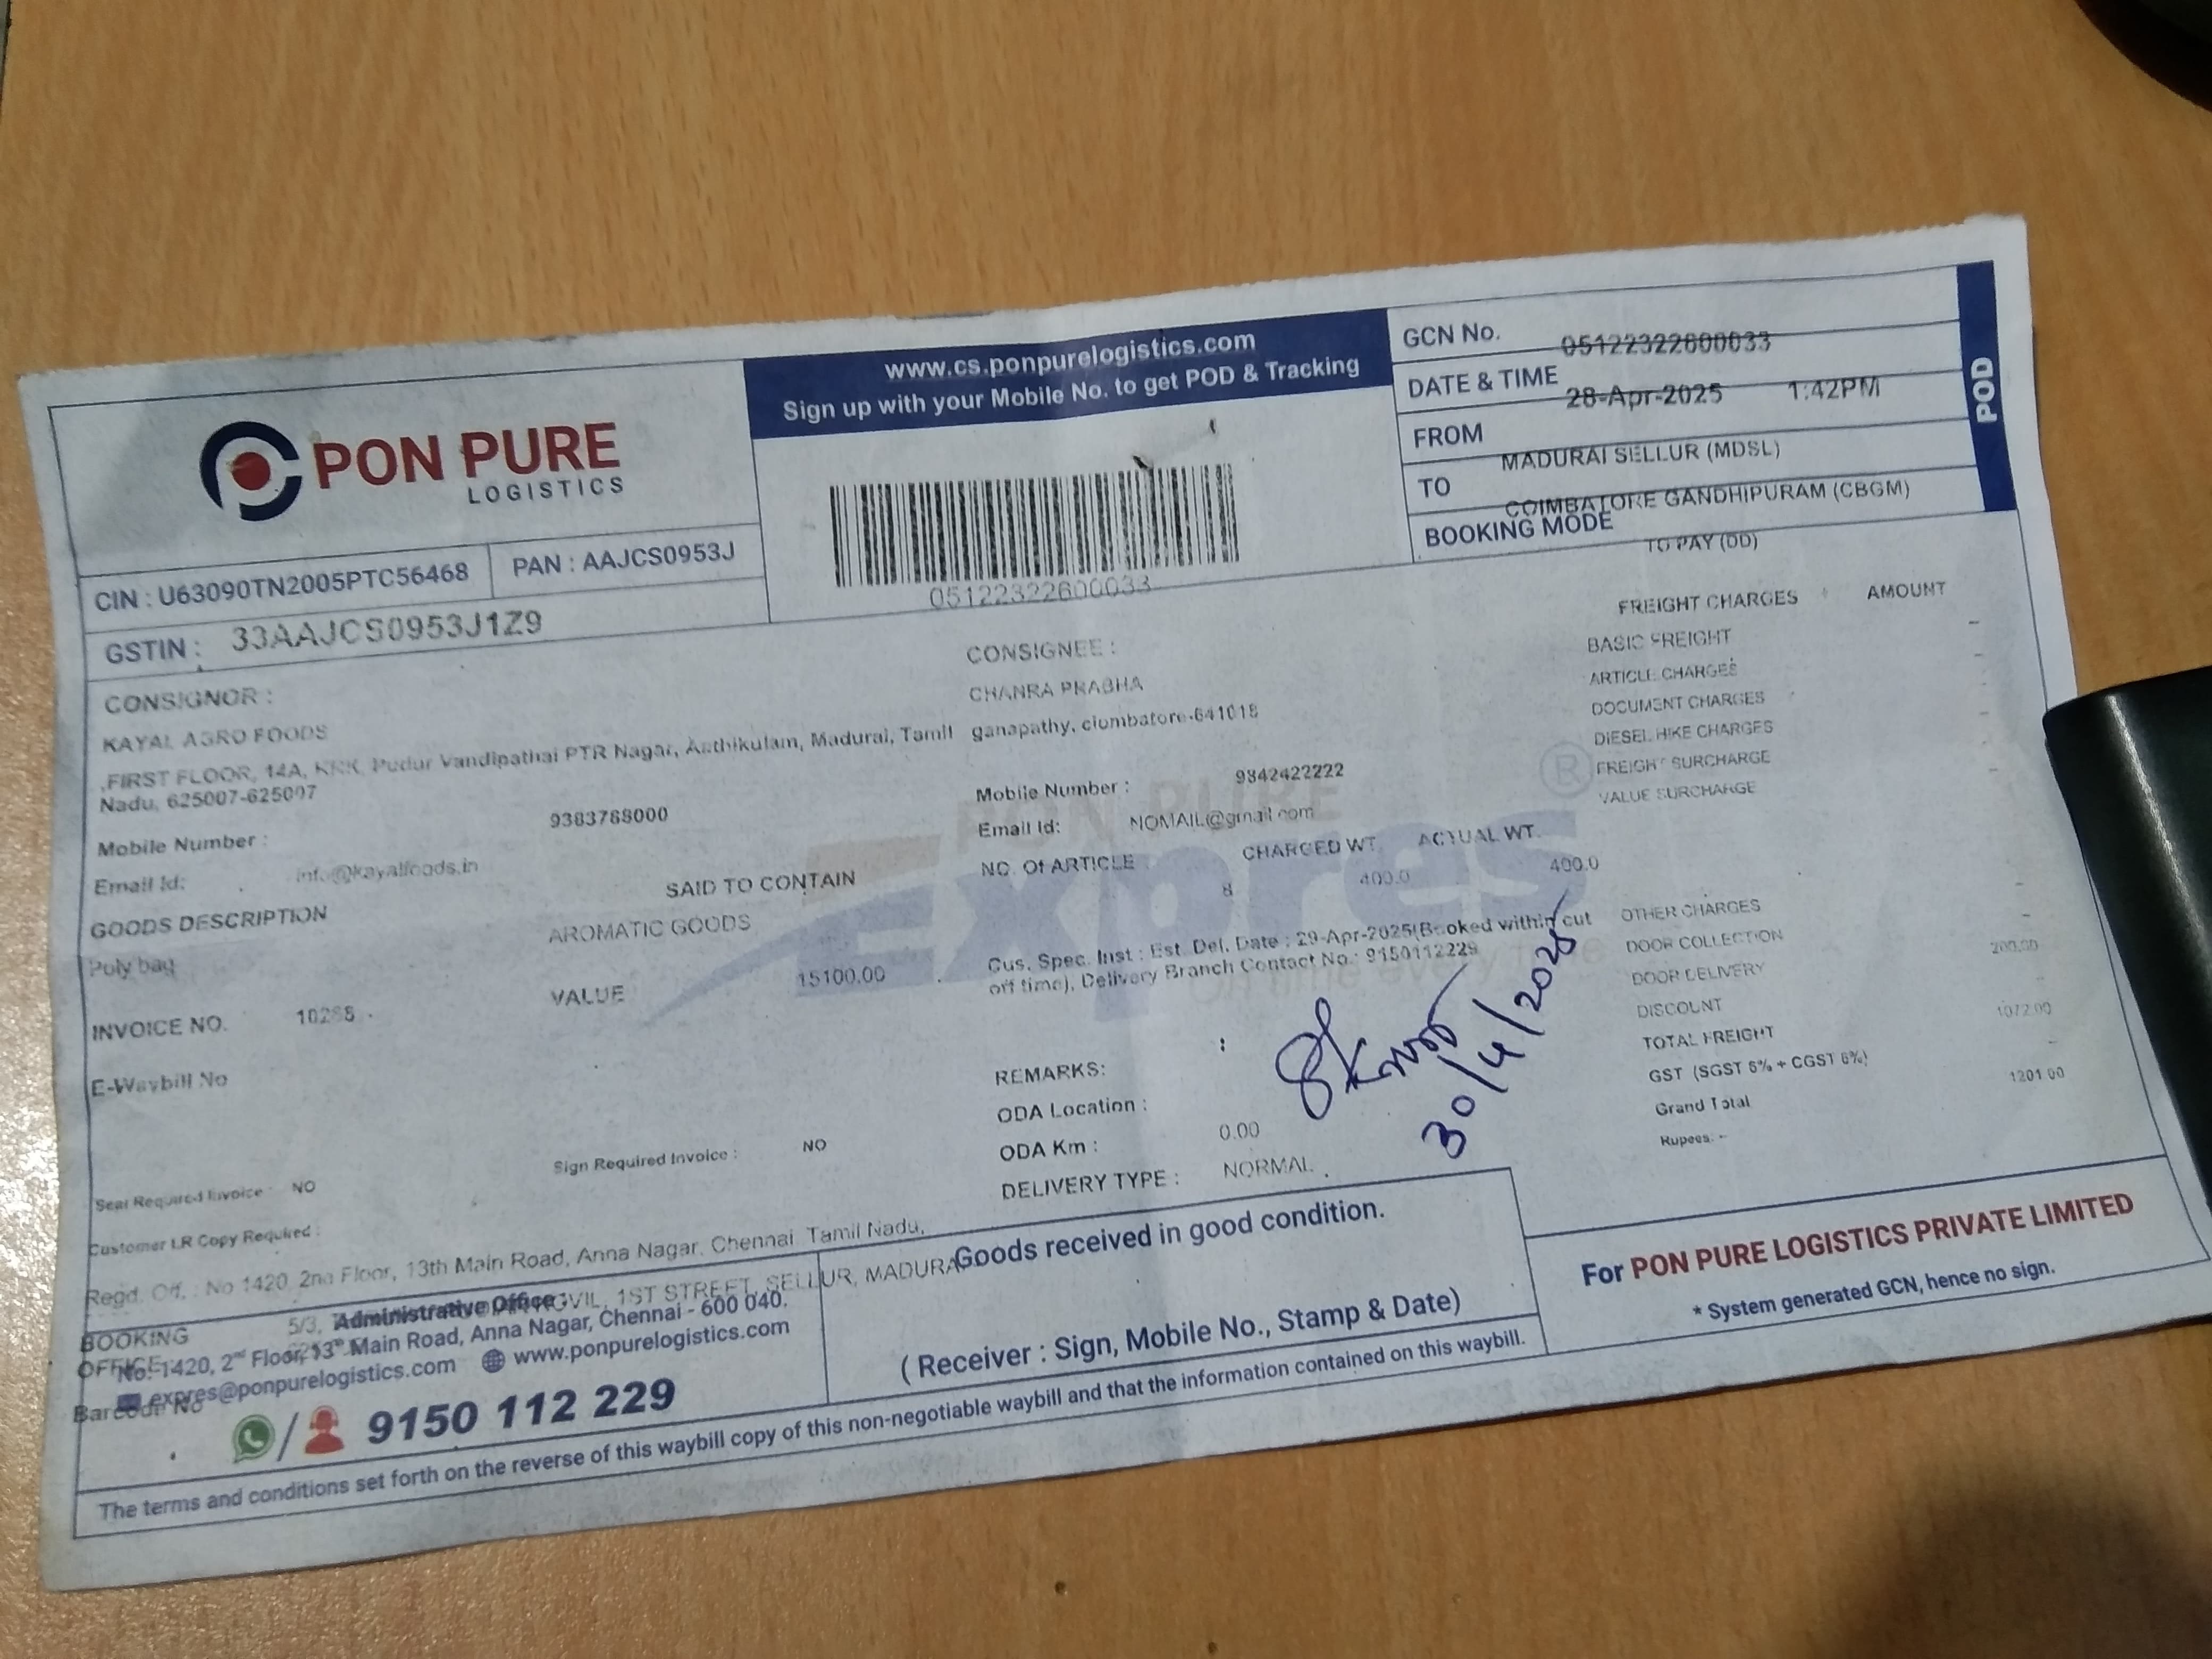 www.cs.ponpurelogistics.com
Sign up with your Mobile No. to get POD & Tracking
PON PURE
LOGISTICS
CIN : U63090TN2005PTC56468
PAN : AAJCS0953J
GSTIN : 33AAJCS0953J1Z9
05122322600033
GCN No. 05122322600033
DATE & TIME 28-Apr-2025 1:42PM
FROM MADURAI SELLUR (MDSL)
TO COIMBATORE GANDHIPURAM (CBGM)
BOOKING MODE TO PAY (DD)
POD
CONSIGNOR :
KAYAL AGRO FOODS
,FIRST FLOOR, 14A, KNK, Pudur Vandipathai PTR Nagar, Aathikulam, Madurai, Tamil
Nadu, 625007-625007
Mobile Number : 9383768000
Email Id: info@kayalfoods.in
CONSIGNEE :
CHANRA PRABHA
ganapathy, ciombatore-641018
Mobile Number : 9842422222
Email Id: NOMAIL@gmail.com
GOODS DESCRIPTION SAID TO CONTAIN
Poly bag AROMATIC GOODS
NO. Of ARTICLE CHARGED WT. ACTUAL WT.
8 400.0 400.0
INVOICE NO. VALUE 15100.00
E-Waybill No
Cus. Spec. Inst : Est. Del. Date : 29-Apr-2025(Booked within cut
off time), Delivery Branch Contact No.: 9150112229
PON PURE
Expres ®
FREIGHT CHARGES AMOUNT
BASIC FREIGHT -
ARTICLE CHARGES -
DOCUMENT CHARGES
DIESEL HIKE CHARGES
FREIGHT SURCHARGE
VALUE SURCHARGE
OTHER CHARGES -
DOOR COLLECTION -
DOOR DELIVERY 200.00
DISCOUNT
TOTAL FREIGHT 1072.00
GST (SGST 6% + CGST 6%) -
Grand Total 1201.00
Rupees: -
REMARKS: :
ODA Location :
ODA Km : 0.00
DELIVERY TYPE : NORMAL
30/4/2025
Seal Required Invoice : NO
Sign Required Invoice : NO
Customer LR Copy Required :
Regd. Off. : No 1420, 2nd Floor, 13th Main Road, Anna Nagar, Chennai, Tamil Nadu,
BOOKING
OFFICE
5/3, 1ST STREET, SELLUR, MADURAI
Barcode No
Administrative Office
No. 1420, 2nd Floor, 13th Main Road, Anna Nagar, Chennai - 600 040.
expres@ponpurelogistics.com www.ponpurelogistics.com
/ 9150 112 229
Goods received in good condition.
( Receiver : Sign, Mobile No., Stamp & Date)
For PON PURE LOGISTICS PRIVATE LIMITED
* System generated GCN, hence no sign.
The terms and conditions set forth on the reverse of this waybill copy of this non-negotiable waybill and that the information contained on this waybill.